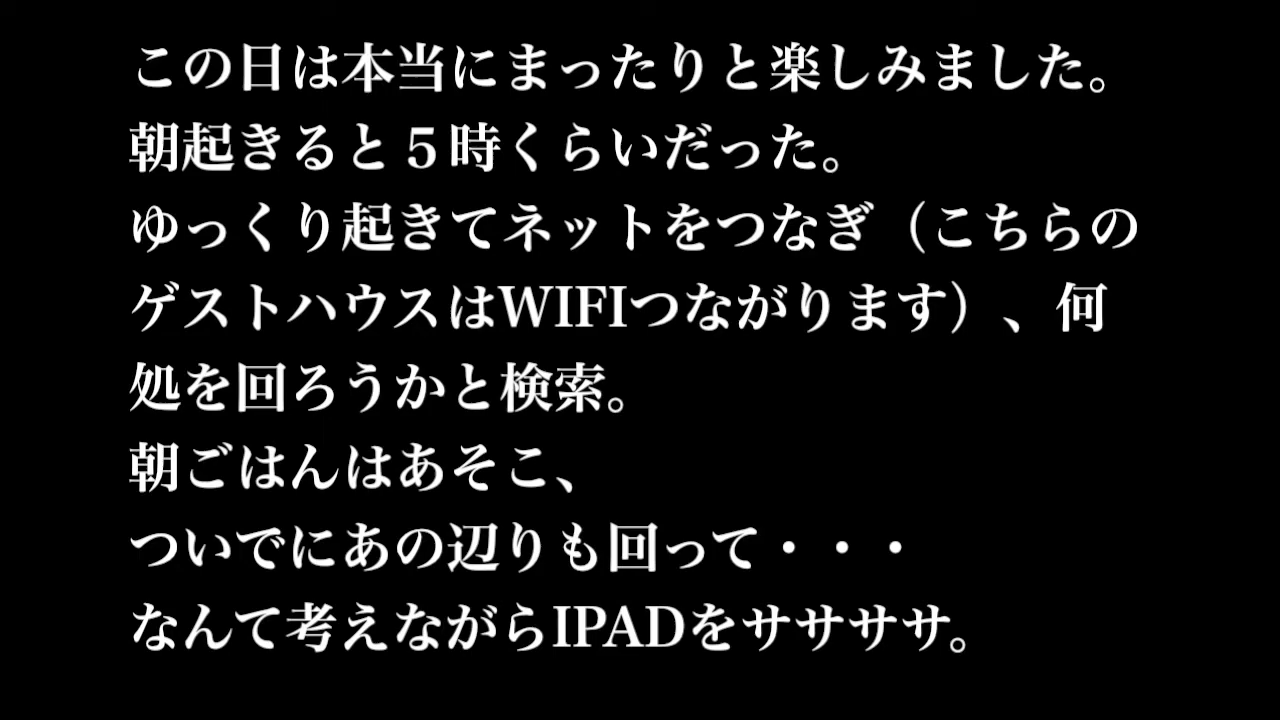 この日は本当にまったりと楽しみました。
朝起きると５時くらいだった。
ゆっくり起きてネットをつなぎ（こちらの
ゲストハウスはWIFIつながります）、何
処を回ろうかと検索。
朝ごはんはあそこ、
ついでにあの辺りも回って・・・
なんて考えながらIPADをササササ。